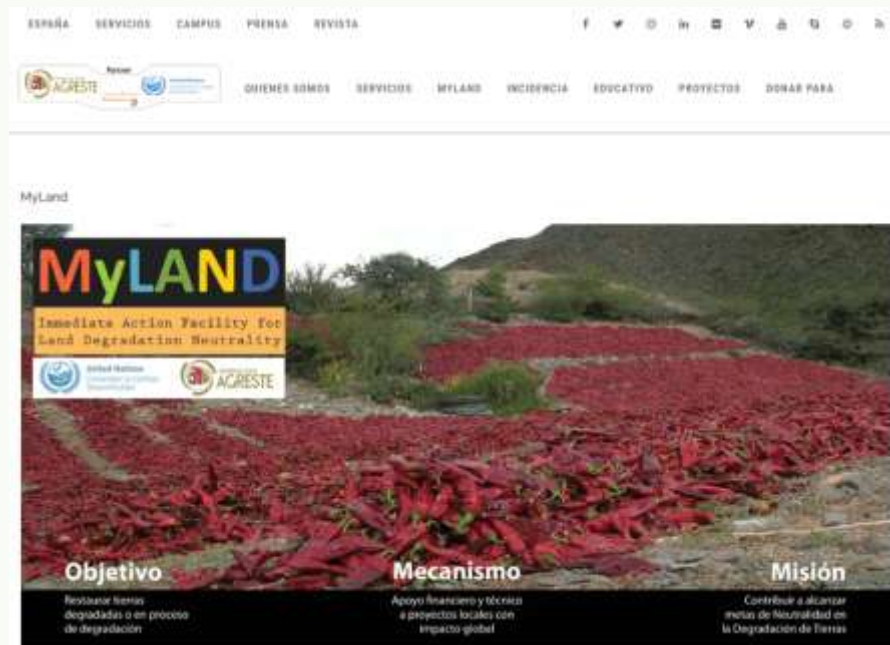 ESPAÑA SERVICIOS CAMPUS PRENSA REVISTA
Partner
AGRESTE
QUIENES SOMOS SERVICIOS MYLAND INCIDENCIA EDUCATIVO PROYECTOS DONAR PARA
MyLand
MyLAND
Immediate Action Facility for
Land Degradation Neutrality
United Nations
AGRESTE
Objetivo
Restaurar tierras
degradadas o en proceso
de degradación
Mecanismo
Apoyo financiero y técnico
a proyectos locales con
impacto global
Misión
Contribuir a alcanzar
metas de Neutralidad en
la Degradación de Tierras